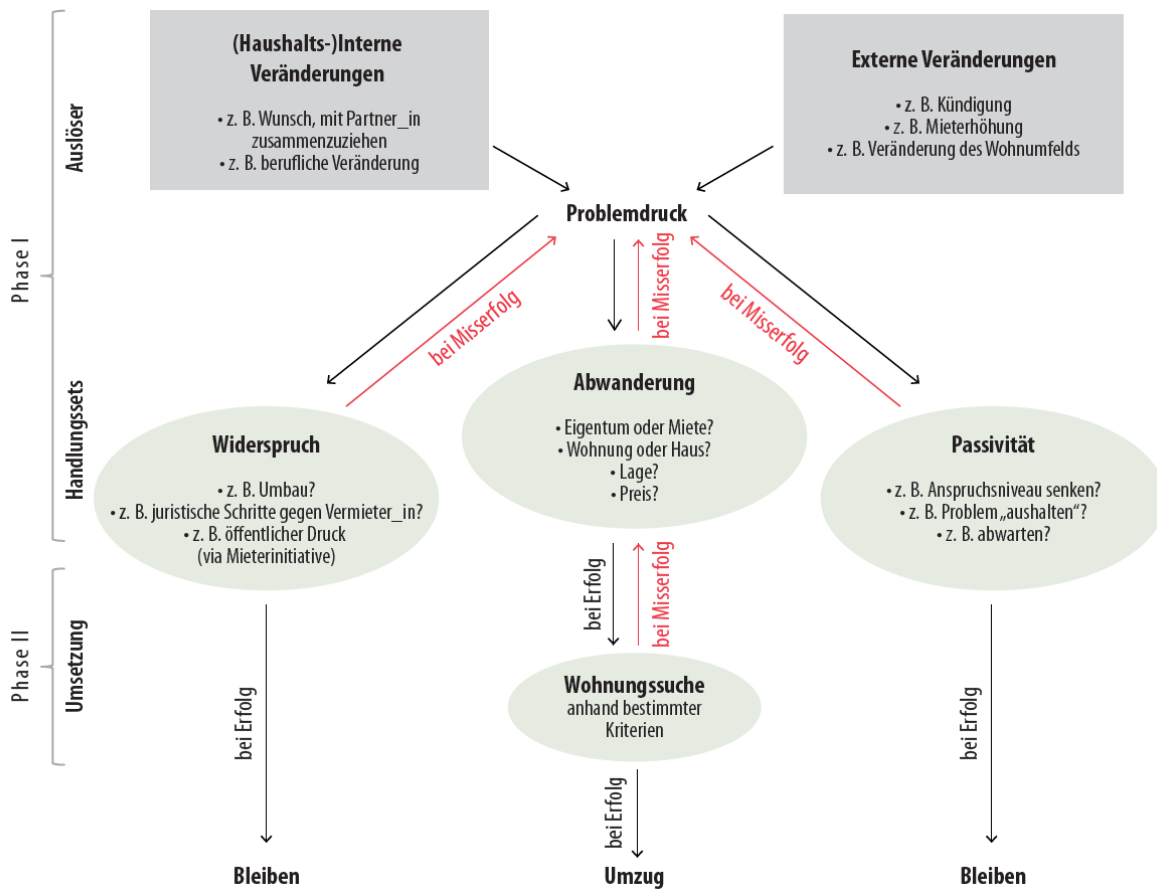 (Haushalts-)Interne
Veränderungen
• z. B. Wunsch, mit Partner_in
zusammenzuziehen
• z. B. berufliche Veränderung
Externe Veränderungen
• z. B. Kündigung
• z. B. Mieterhöhung
• z. B. Veränderung des Wohnumfelds
Auslöser
Phase I
Problemdruck
bei Misserfolg
bei Misserfolg
bei Misserfolg
Handlungssets
Widerspruch
• z. B. Umbau?
• z. B. juristische Schritte gegen Vermieter_in?
• z. B. öffentlicher Druck
(via Mieterinitiative)
Abwanderung
• Eigentum oder Miete?
• Wohnung oder Haus?
• Lage?
• Preis?
Passivität
• z. B. Anspruchsniveau senken?
• z. B. Problem „aushalten“?
• z. B. abwarten?
Phase II
Umsetzung
bei Erfolg
bei Erfolg
bei Misserfolg
Wohnungssuche
anhand bestimmter
Kriterien
bei Erfolg
bei Erfolg
Bleiben
Umzug
Bleiben